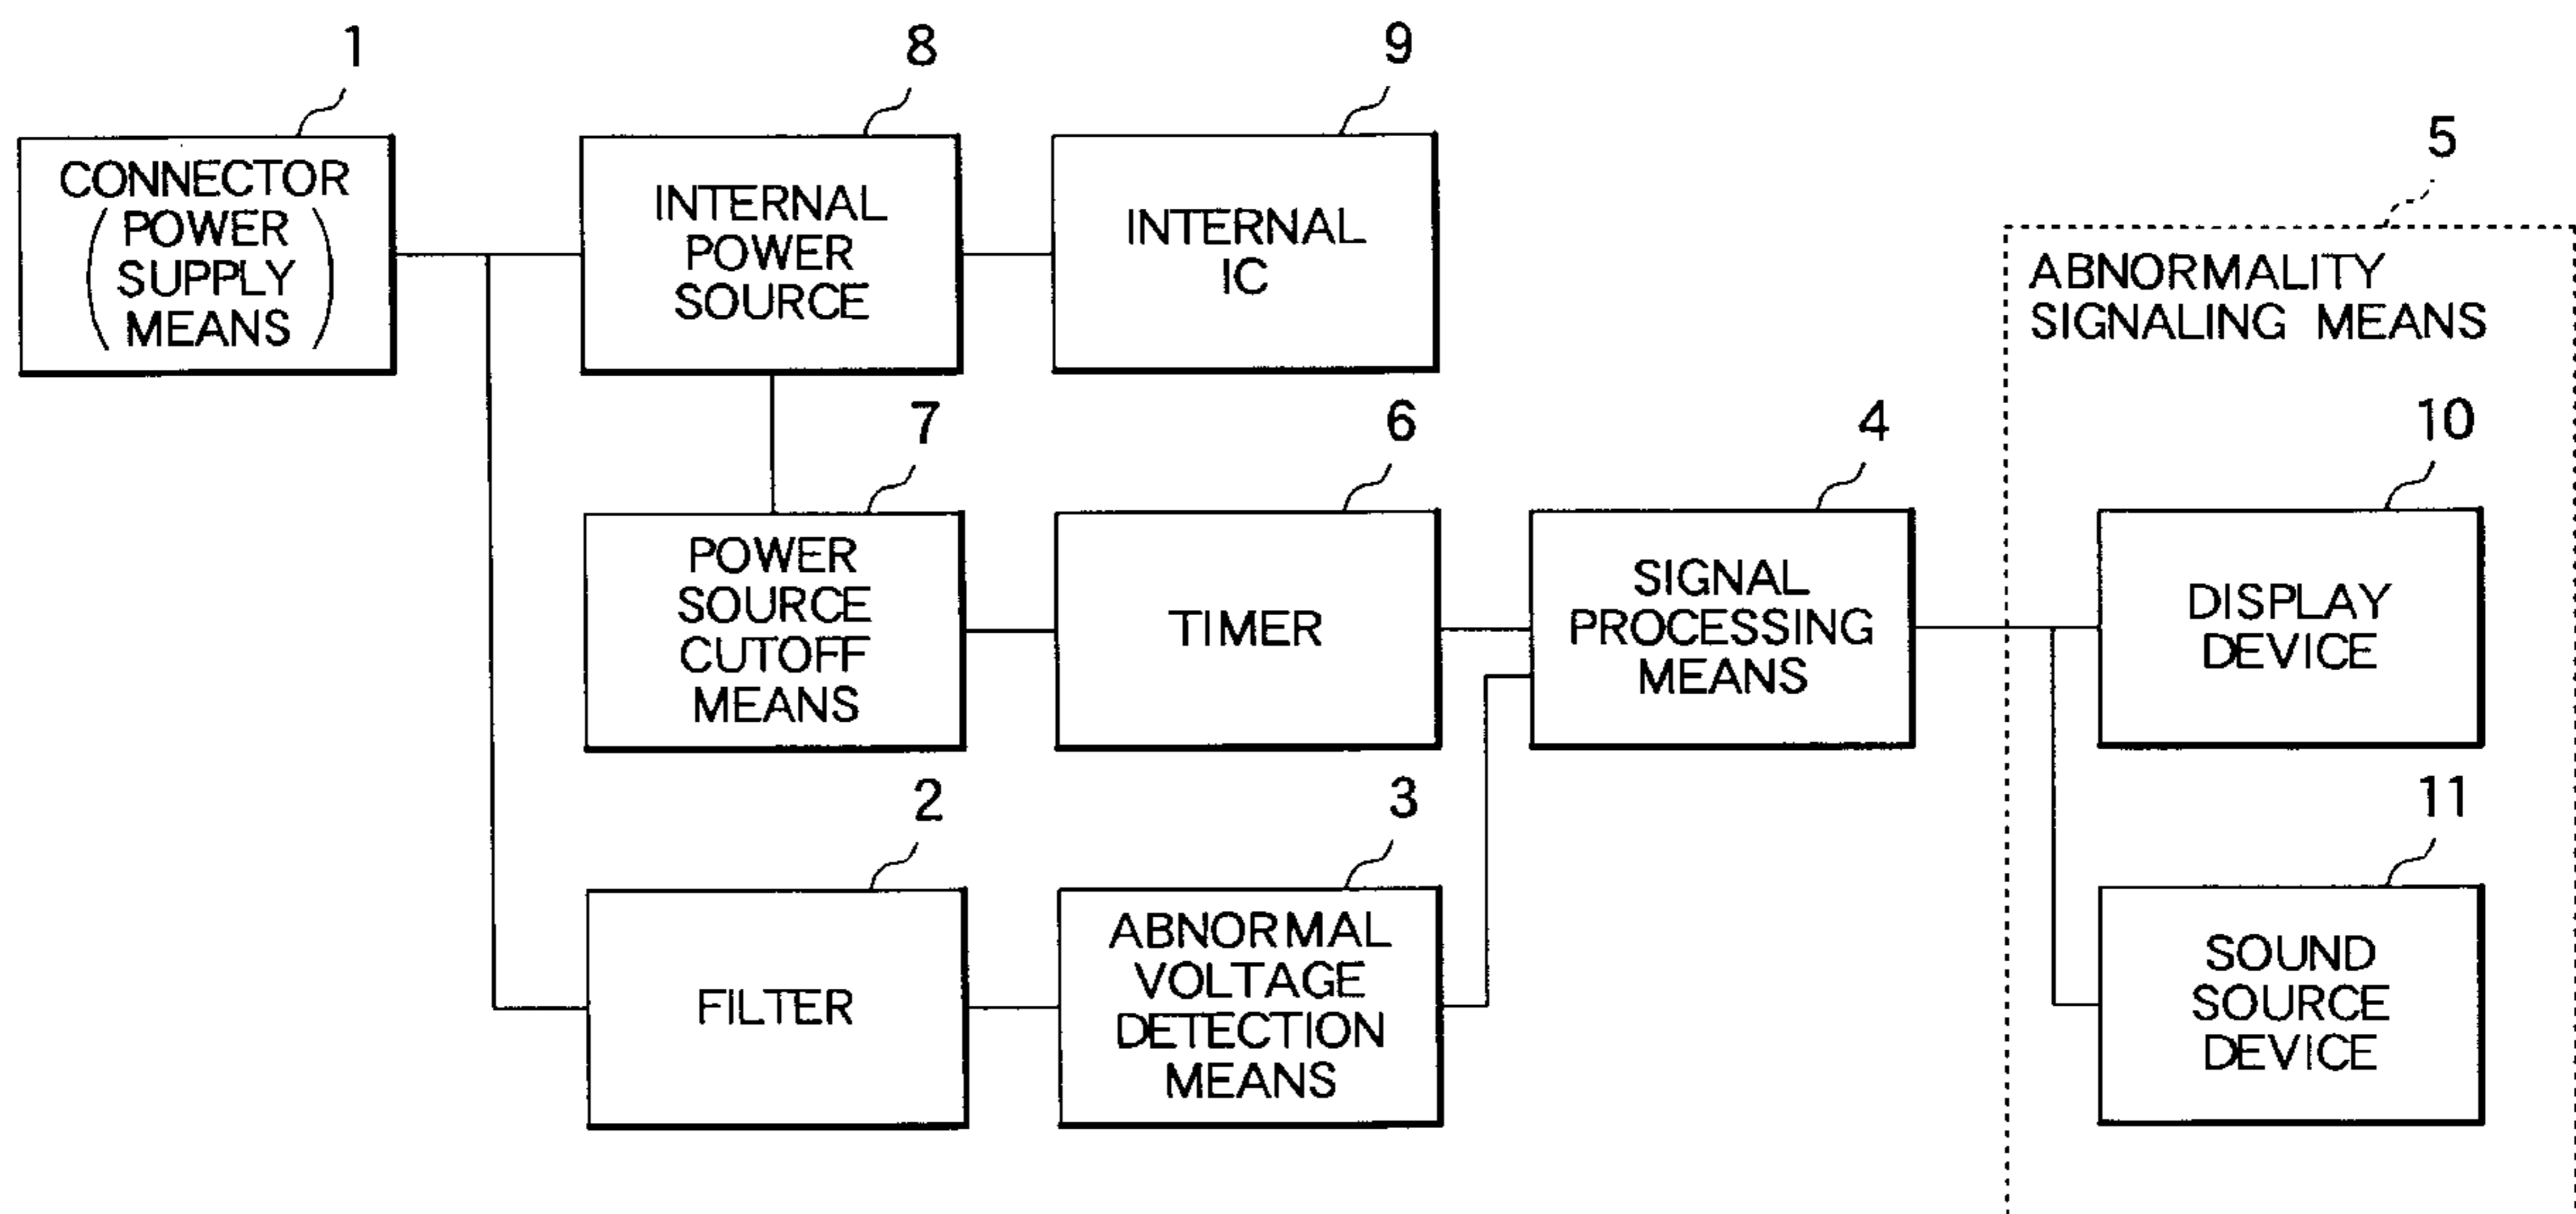 1
8
9
5
CONNECTOR
(POWER
SUPPLY
MEANS)
INTERNAL
POWER
SOURCE
INTERNAL
IC
ABNORMALITY
SIGNALING MEANS
7
6
4
10
POWER
SOURCE
CUTOFF
MEANS
TIMER
SIGNAL
PROCESSING
MEANS
DISPLAY
DEVICE
2
3
11
FILTER
ABNORMAL
VOLTAGE
DETECTION
MEANS
SOUND
SOURCE
DEVICE